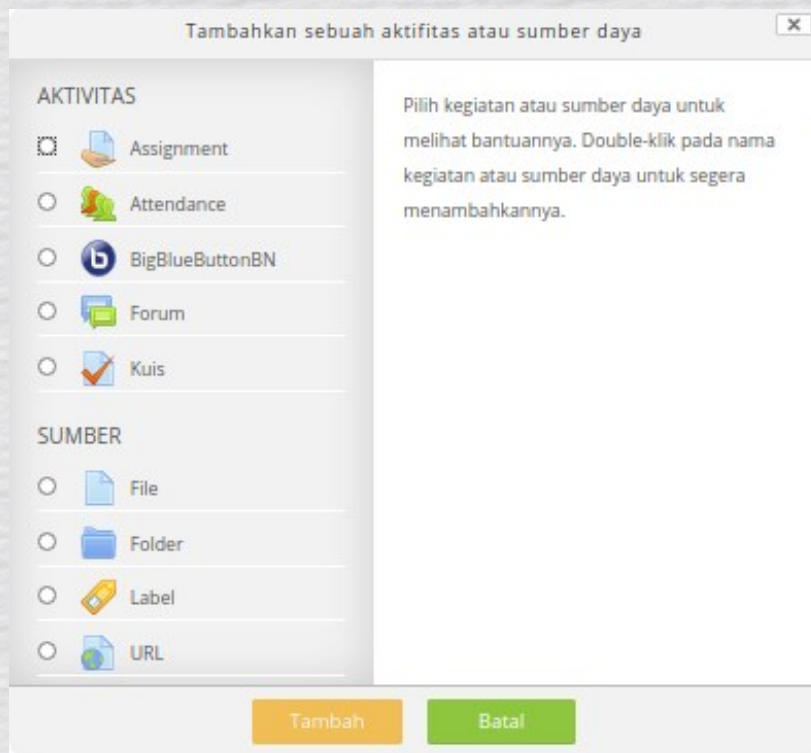 Tambahkan sebuah aktifitas atau sumber daya
AKTIVITAS
Assignment
Attendance
BigBlueButtonBN
Forum
Kuis
SUMBER
File
Folder
Label
URL
Pilih kegiatan atau sumber daya untuk
melihat bantuannya. Double-klik pada nama
kegiatan atau sumber daya untuk segera
menambahkannya.
Tambah
Batal